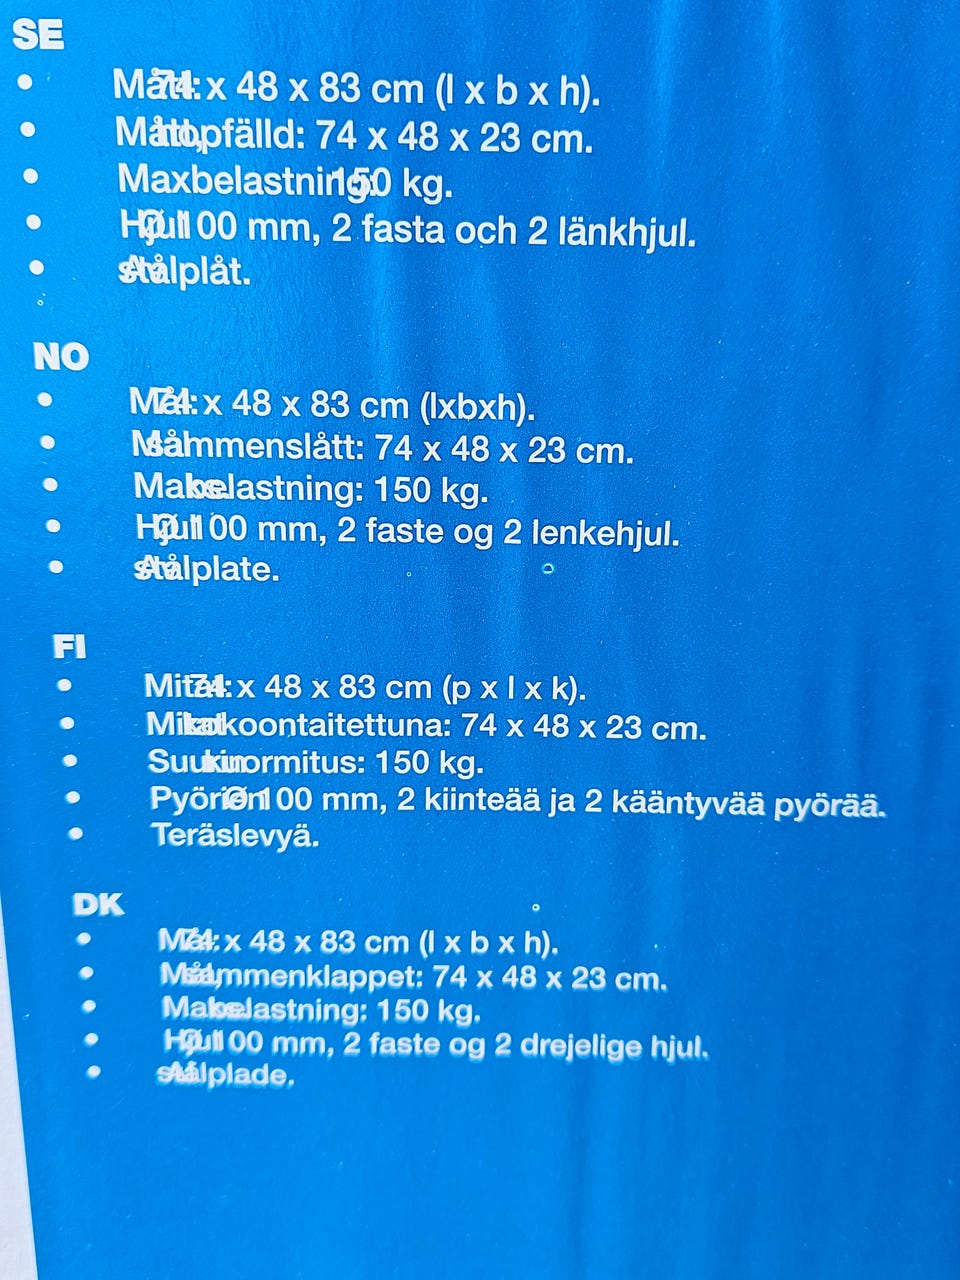 SE
• Mått: 74 x 48 x 83 cm (l x b x h).
• Mått, hopfälld: 74 x 48 x 23 cm.
• Maxbelastning: 150 kg.
• Hjul Ø 100 mm, 2 fasta och 2 länkhjul.
• Av stålplåt.
NO
• Mål: 74 x 48 x 83 cm (lxbxh).
• Mål sammenslått: 74 x 48 x 23 cm.
• Maks. belastning: 150 kg.
• Hjul Ø 100 mm, 2 faste og 2 lenkehjul.
• Av stålplate.
FI
• Mitat: 74 x 48 x 83 cm (p x l x k).
• Mitat kokoontaitettuna: 74 x 48 x 23 cm.
• Suurin kuormitus: 150 kg.
• Pyörien Ø 100 mm, 2 kiinteää ja 2 kääntyvää pyörää.
• Teräslevyä.
DK
• Mål: 74 x 48 x 83 cm (l x b x h).
• Mål, sammenklappet: 74 x 48 x 23 cm.
• Maks. belastning: 150 kg.
• Hjul Ø 100 mm, 2 faste og 2 drejelige hjul.
• Af stålplade.